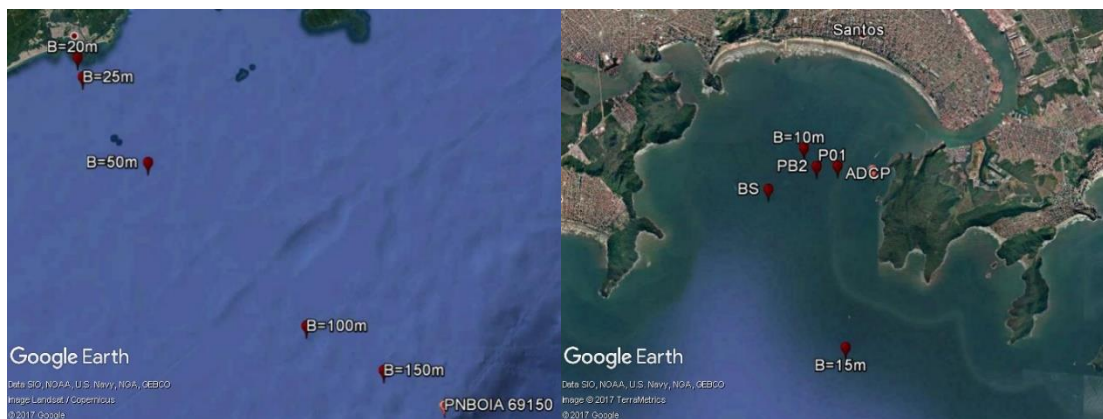 B=20m
B=25m
B=50m
B=100m
B=150m
PNBOIA 69150
Google Earth
Data SIO, NOAA, U.S. Navy, NGA, GEBCO
Image Landsat / Copernicus
© 2017 Google
Santos
B=10m
P01
PB2
ADCP
BS
B=15m
Google Earth
Data SIO, NOAA, U.S. Navy, NGA, GEBCO
Image © 2017 TerraMetrics
© 2017 Google